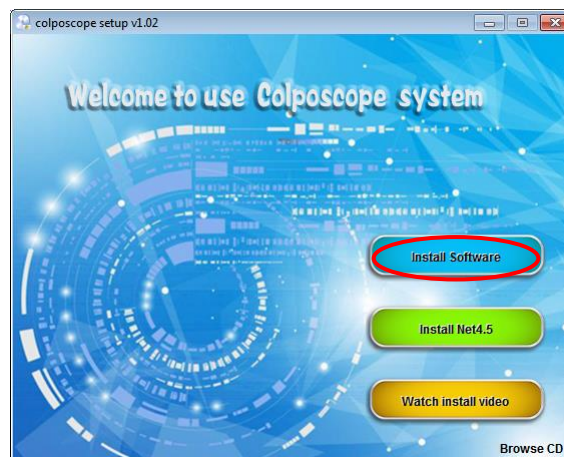 colposcope setup v1.02
Welcome to use Colposcope system
Install Software
Install Net4.5
Watch install video
Browse CD